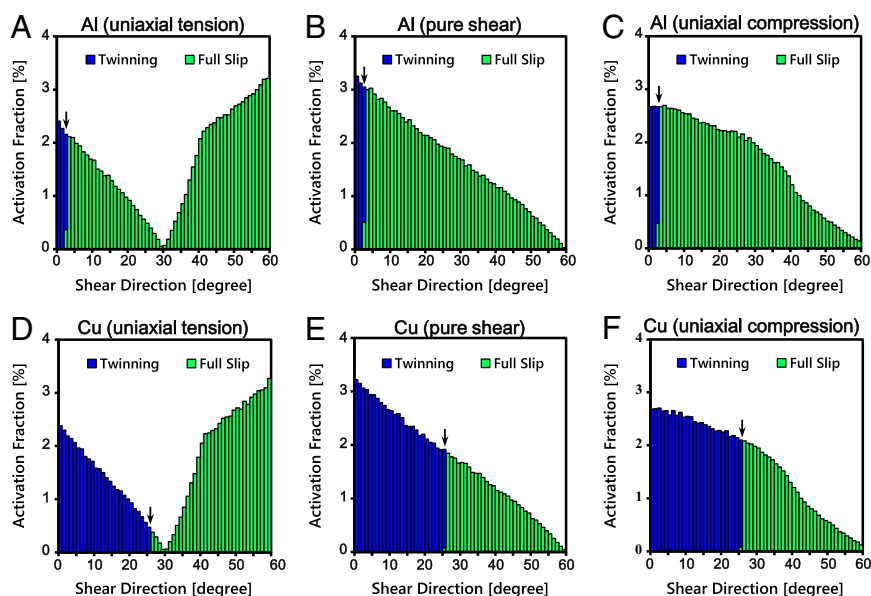 A
Al (uniaxial tension)
Twinning Full Slip
Activation Fraction [%]
4
3
2
1
0
0 10 20 30 40 50 60
Shear Direction [degree]
B
Al (pure shear)
Twinning Full Slip
Activation Fraction [%]
4
3
2
1
0
0 10 20 30 40 50 60
Shear Direction [degree]
C
Al (uniaxial compression)
Twinning Full Slip
Activation Fraction [%]
4
3
2
1
0
0 10 20 30 40 50 60
Shear Direction [degree]
D
Cu (uniaxial tension)
Twinning Full Slip
Activation Fraction [%]
4
3
2
1
0
0 10 20 30 40 50 60
Shear Direction [degree]
E
Cu (pure shear)
Twinning Full Slip
Activation Fraction [%]
4
3
2
1
0
0 10 20 30 40 50 60
Shear Direction [degree]
F
Cu (uniaxial compression)
Twinning Full Slip
Activation Fraction [%]
4
3
2
1
0
0 10 20 30 40 50 60
Shear Direction [degree]